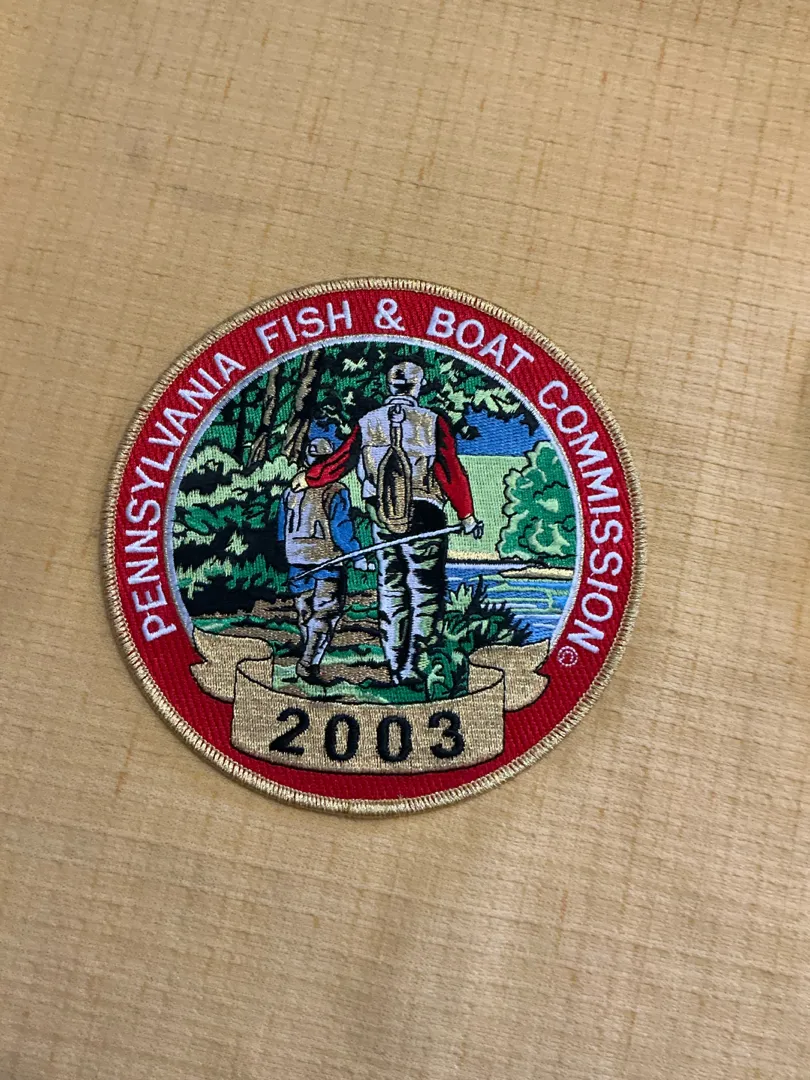 PENNSYLVANIA FISH & BOAT COMMISSION ©
2003